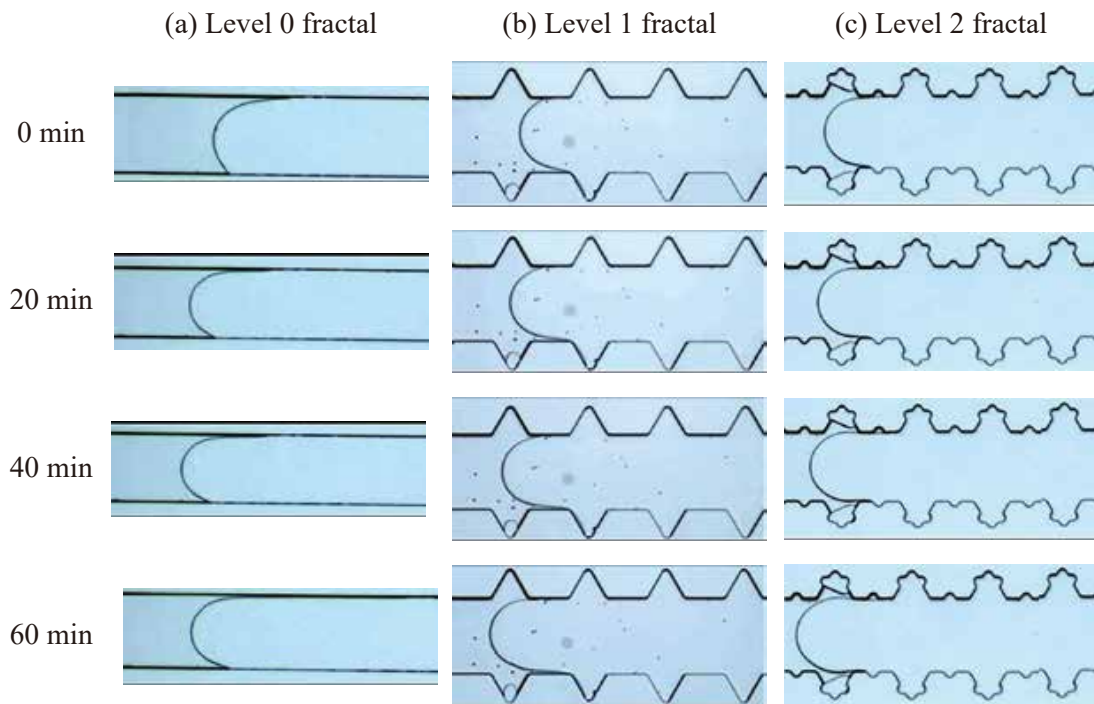 (a) Level 0 fractal
(b) Level 1 fractal
(c) Level 2 fractal
0 min
20 min
40 min
60 min